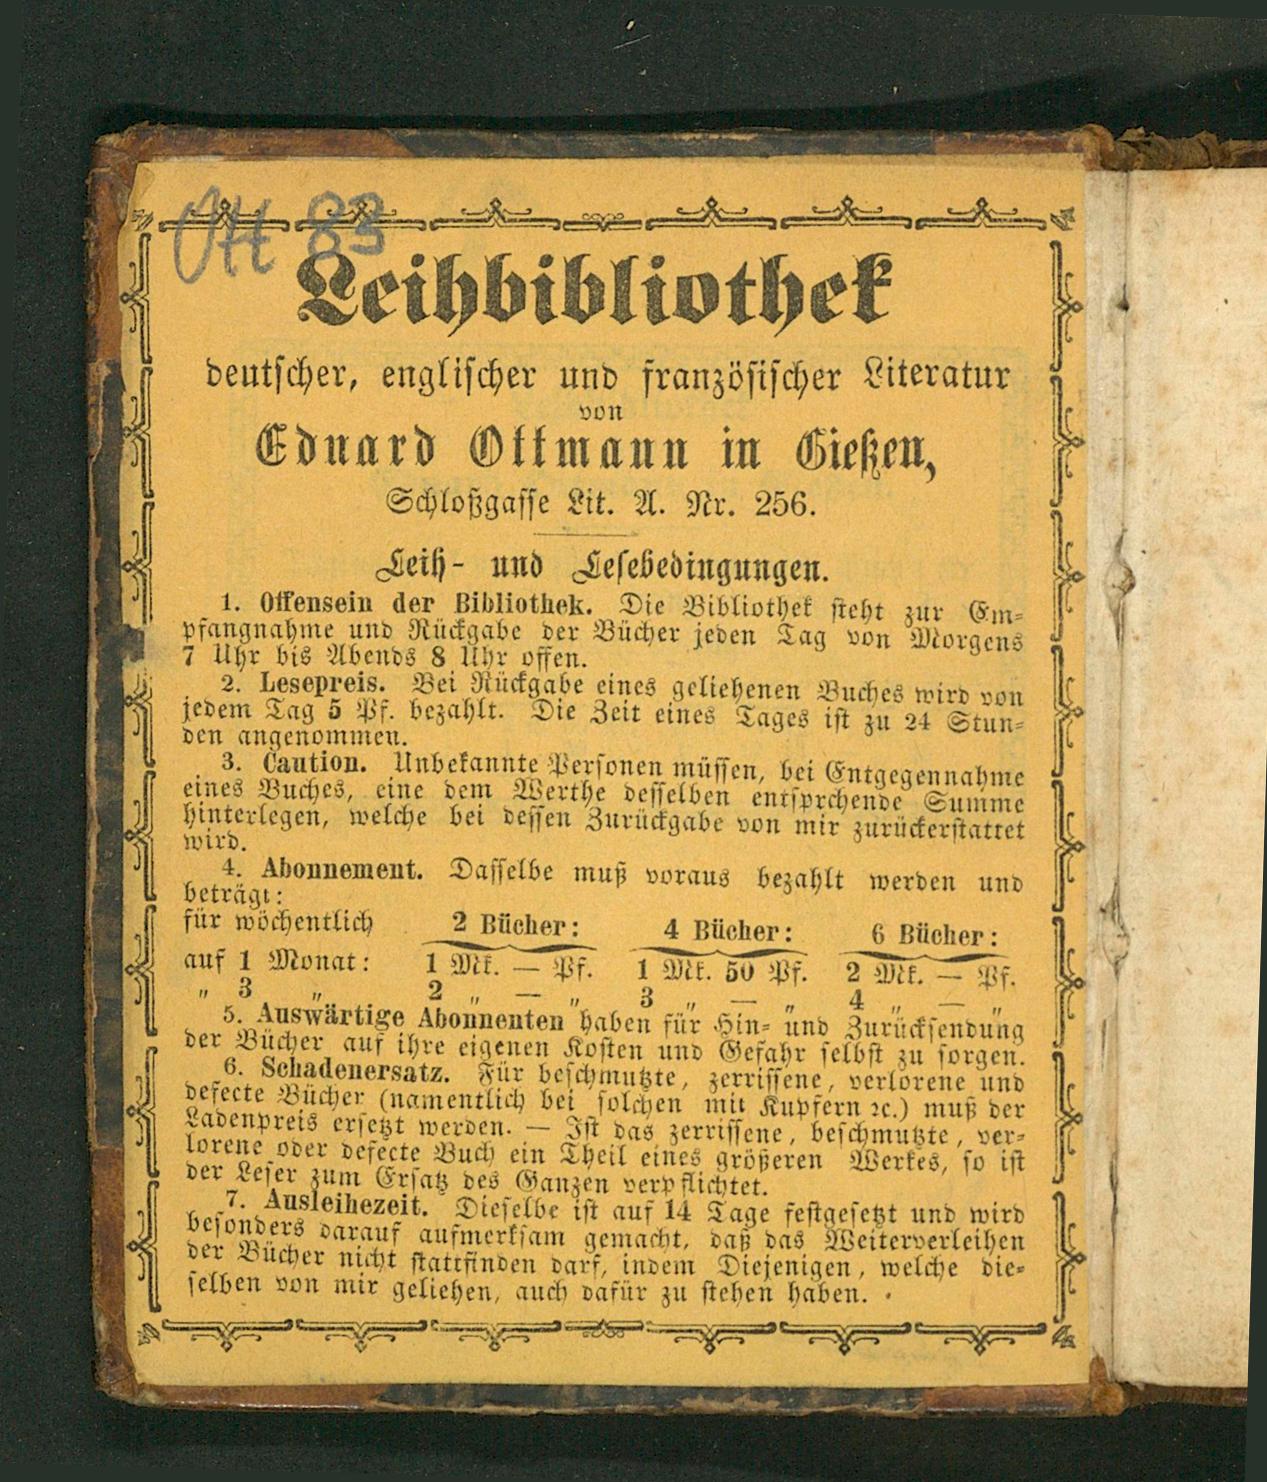 Ott 83
Leihbibliothek
deutscher, englischer und französischer Literatur
von
Eduard Ottmann in Gießen,
Schloßgasse Lit. A. Nr. 256.
Leih- und Lesebedingungen.
1. Offensein der Bibliothek. Die Bibliothek steht zur Em-
pfangnahme und Rückgabe der Bücher jeden Tag von Morgens
7 Uhr bis Abends 8 Uhr offen.
2. Lesepreis. Bei Rückgabe eines geliehenen Buches wird von
jedem Tag 5 Pf. bezahlt. Die Zeit eines Tages ist zu 24 Stun-
den angenommen.
3. Caution. Unbekannte Personen müssen, bei Entgegennahme
eines Buches, eine dem Werthe desselben entsprchende Summe
hinterlegen, welche bei dessen Zurückgabe von mir zurückerstattet
wird.
4. Abonnement. Dasselbe muß voraus bezahlt werden und
beträgt:
für wöchentlich 2 Bücher: 4 Bücher: 6 Bücher:
auf 1 Monat: 1 Mk. — Pf. 1 Mk. 50 Pf. 2 Mk. — Pf.
„ 3 „ 2 „ — „ 3 „ — „ 4 „ — „
5. Auswärtige Abonnenten haben für Hin- und Zurücksendung
der Bücher auf ihre eigenen Kosten und Gefahr selbst zu sorgen.
6. Schadenersatz. Für beschmutzte, zerrissene, verlorene und
defecte Bücher (namentlich bei solchen mit Kupfern ꝛc.) muß der
Ladenpreis ersetzt werden. — Ist das zerrissene, beschmutzte, ver-
lorene oder defecte Buch ein Theil eines größeren Werkes, so ist
der Leser zum Ersatz des Ganzen verpflichtet.
7. Ausleihezeit. Dieselbe ist auf 14 Tage festgesetzt und wird
besonders darauf aufmerksam gemacht, daß das Weiterverleihen
der Bücher nicht stattfinden darf, indem Diejenigen, welche die-
selben von mir geliehen, auch dafür zu stehen haben.